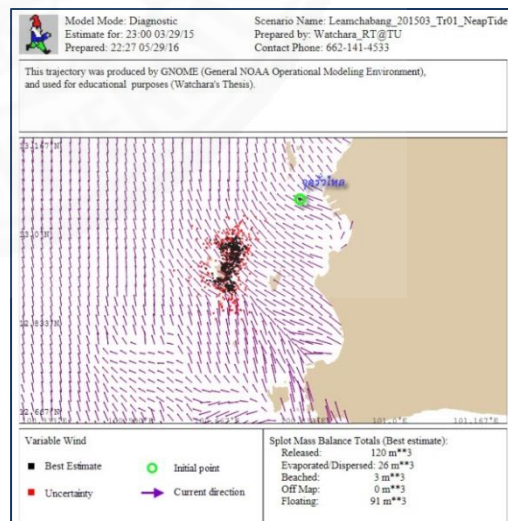 Model Mode: Diagnostic
Estimate for: 23:00 03/29/15
Prepared: 22:27 05/29/16
Scenario Name: Leamchabang_201503_Tr01_NeapTide
Prepared by: Watchara_RT@TU
Contact Phone: 662-141-4533
This trajectory was produced by GNOME (General NOAA Operational Modeling Environment),
and used for educational purposes (Watchara's Thesis).
13.167°N
13.0°N
12.833°N
12.667°N
101.0°E
101.167°E
Variable Wind
Best Estimate
Initial point
Uncertainty
Current direction
Splot Mass Balance Totals (Best estimate):
Released: 120 m**3
Evaporated/Dispersed: 26 m**3
Beached: 3 m**3
Off Map: 0 m**3
Floating: 91 m**3